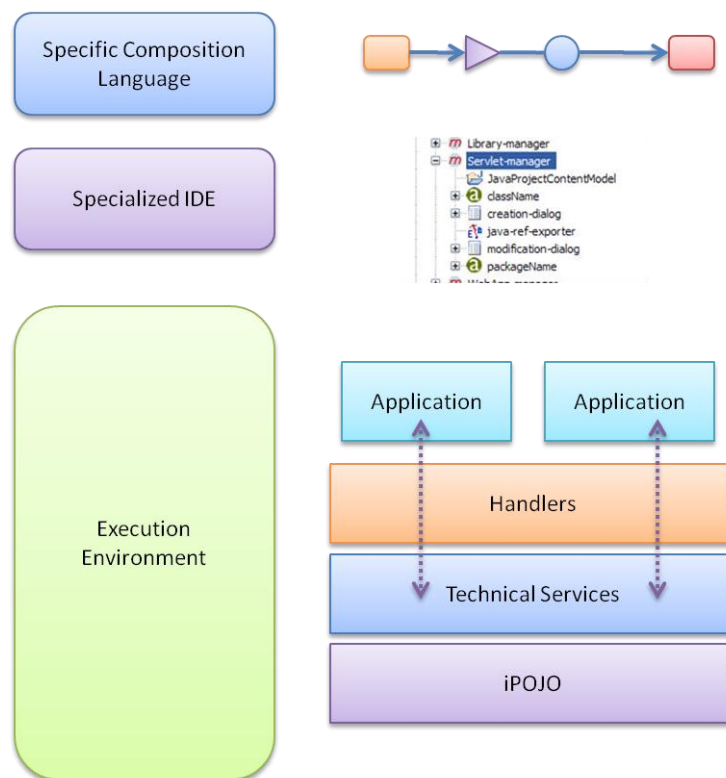 Specific Composition
Language
Library-manager
Servlet-manager
JavaProjectContentModel
className
creation-dialog
java-ref-exporter
modification-dialog
packageName
Specialized IDE
Execution
Environment
Application
Application
Handlers
Technical Services
iPOJO